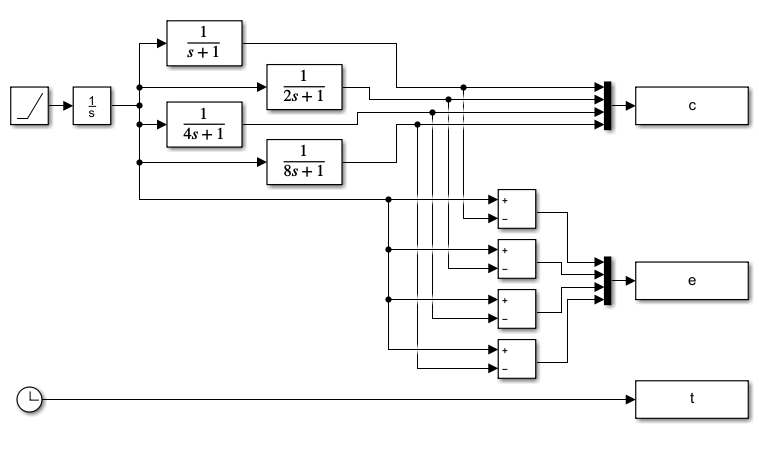 1
s + 1
1
2s + 1
1
s
c
1
4s + 1
1
8s + 1
+
−
+
−
e
+
−
+
−
t